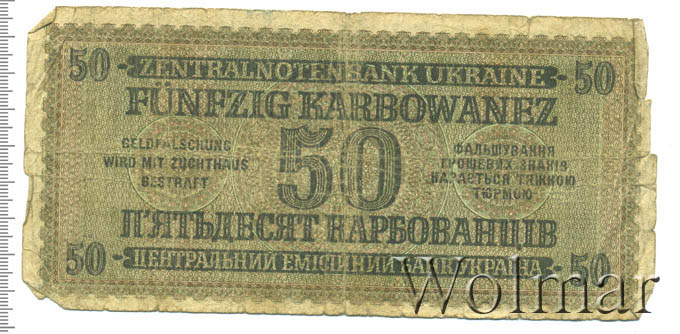 50 · ZENTRALNOTENBANK UKRAINE · 50
FÜNFZIG KARBOWANEZ
GELDFÄLSCHUNG
WIRD MIT ZUCHTHAUS
BESTRAFT
50
ФАЛЬШУВАННЯ
ГРОШЕВИХ ЗНАКІВ
КАРАЄТЬСЯ ТЯЖКОЮ
ТЮРМОЮ
П'ЯТЬДЕСЯТ КАРБОВАНЦІВ
50 · ЦЕНТРАЛЬНИЙ ЕМІСІЙНИЙ БАНК УКРАЇНА · 50
Wolmar